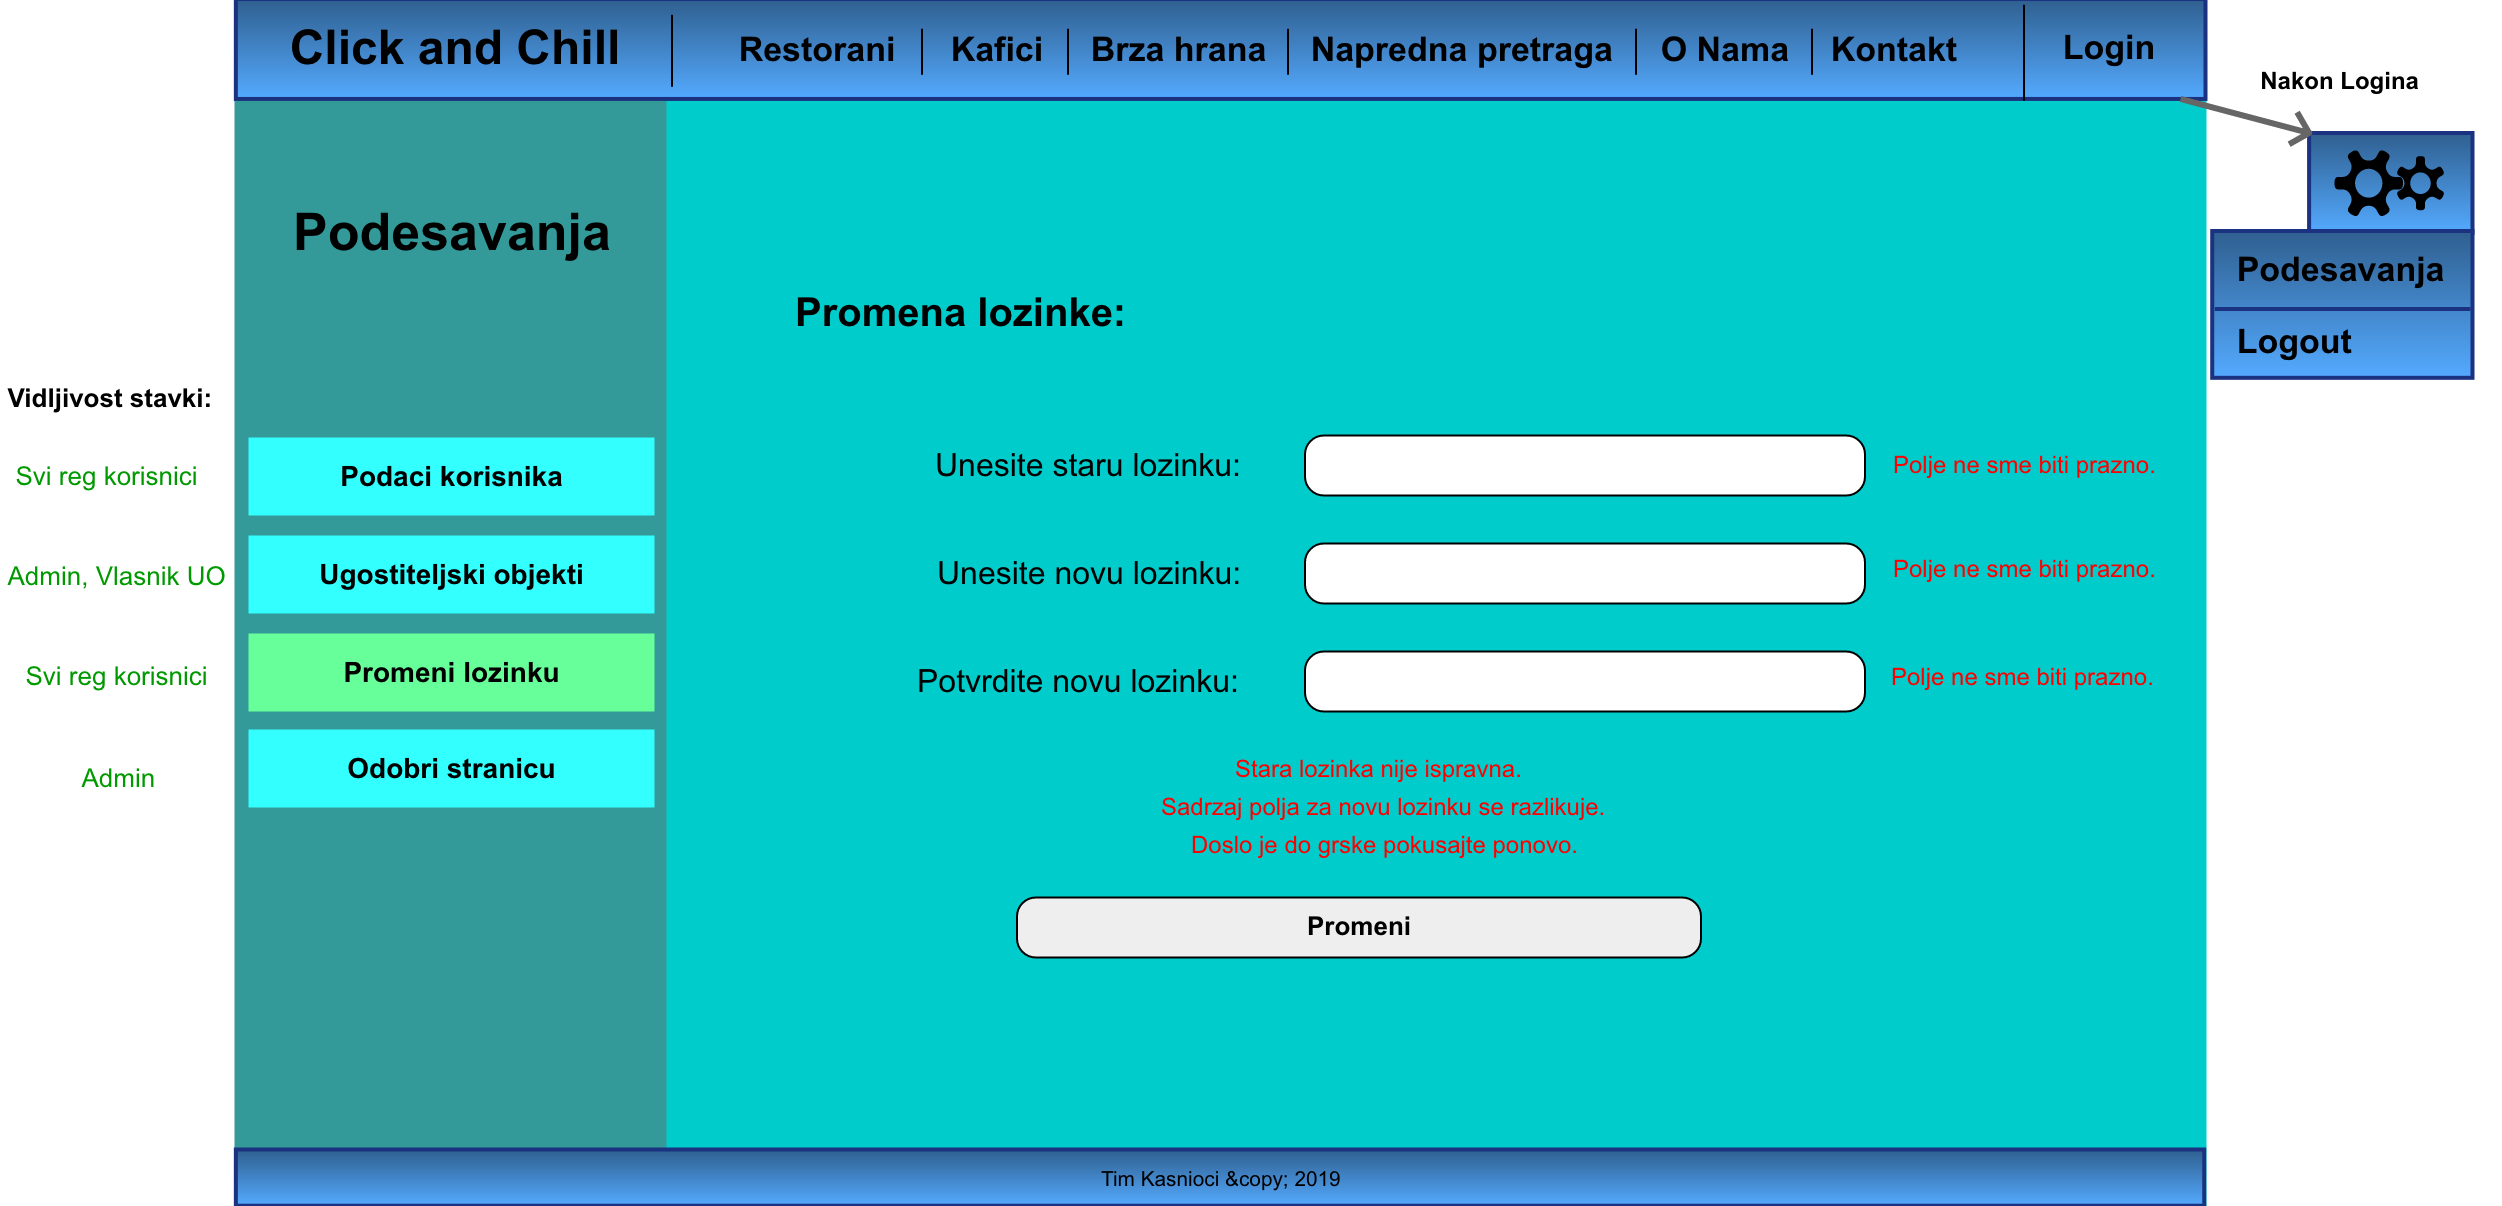 Click and Chill
Restorani
Kafici
Brza hrana
Napredna pretraga
O Nama
Kontakt
Login
Nakon Logina
Podesavanja
Logout
Podesavanja
Promena lozinke:
Vidljivost stavki:
Svi reg korisnici
Podaci korisnika
Admin, Vlasnik UO
Ugostiteljski objekti
Svi reg korisnici
Promeni lozinku
Admin
Odobri stranicu
Unesite staru lozinku:
Polje ne sme biti prazno.
Unesite novu lozinku:
Polje ne sme biti prazno.
Potvrdite novu lozinku:
Polje ne sme biti prazno.
Stara lozinka nije ispravna.
Sadrzaj polja za novu lozinku se razlikuje.
Doslo je do grske pokusajte ponovo.
Promeni
Tim Kasnioci &copy; 2019